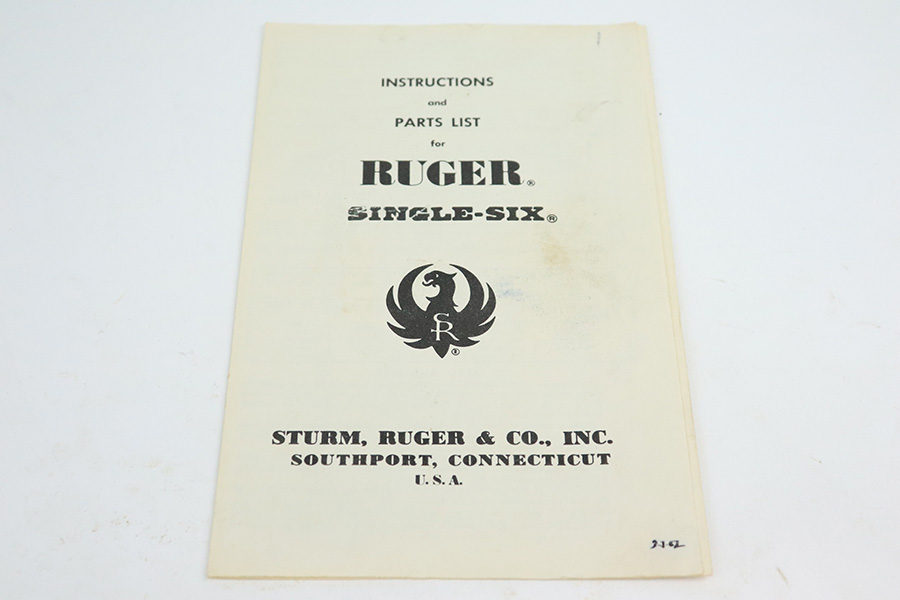 INSTRUCTIONS
and
PARTS LIST
for
RUGER®
SINGLE-SIX®
SR®
STURM, RUGER & CO., INC.
SOUTHPORT, CONNECTICUT
U. S. A.